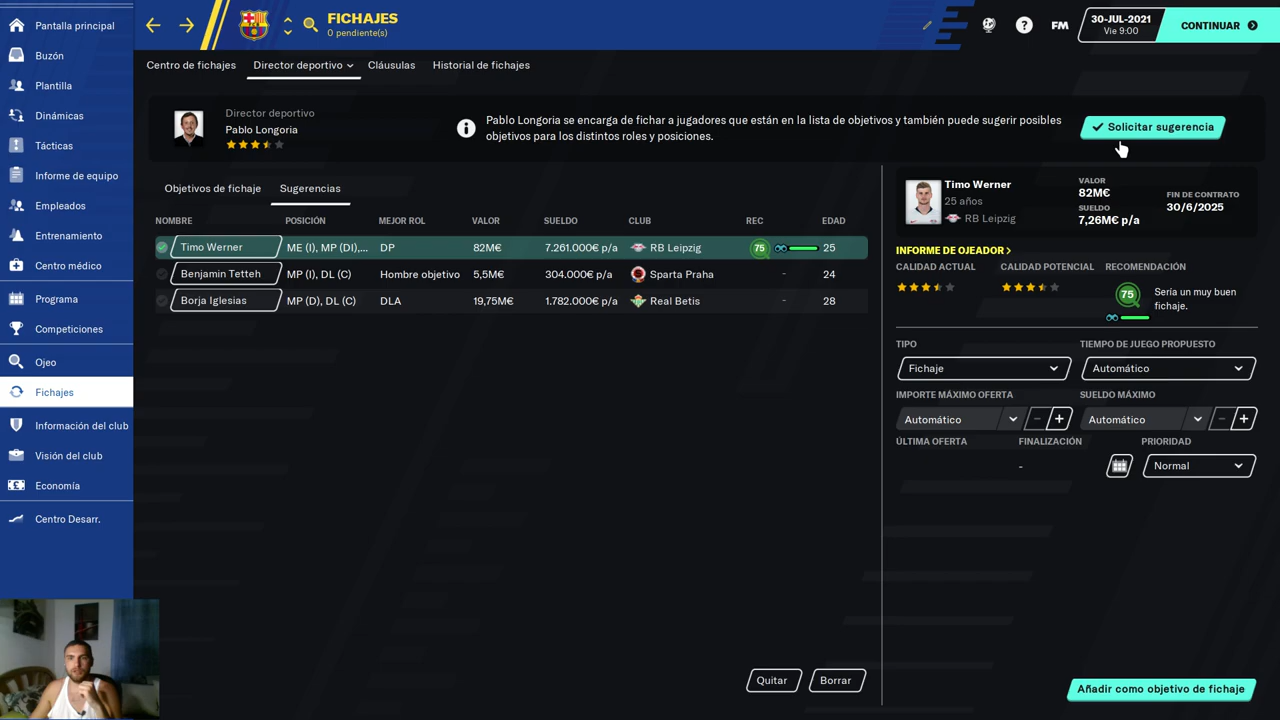 Pantalla principal
Buzón
Plantilla
Dinámicas
Tácticas
Informe de equipo
Empleados
Entrenamiento
Centro médico
Programa
Competiciones
Ojeo
Fichajes
Información del club
Visión del club
Economía
Centro Desarr.
FICHAJES
0 pendiente(s)
?
FM
30-JUL-2021
Vie 9:00
CONTINUAR
Centro de fichajes
Director deportivo
Cláusulas
Historial de fichajes
Director deportivo
Pablo Longoria
Pablo Longoria se encarga de fichar a jugadores que están en la lista de objetivos y también puede sugerir posibles
objetivos para los distintos roles y posiciones.
Solicitar sugerencia
Objetivos de fichaje
Sugerencias
NOMBRE POSICIÓN MEJOR ROL VALOR SUELDO CLUB REC EDAD
Timo Werner ME (I), MP (DI),... DP 82M€ 7.261.000€ p/a RB Leipzig 75 25
Benjamin Tetteh MP (I), DL (C) Hombre objetivo 5,5M€ 304.000€ p/a Sparta Praha - 24
Borja Iglesias MP (D), DL (C) DLA 19,75M€ 1.782.000€ p/a Real Betis - 28
Quitar
Borrar
Timo Werner
25 años
RB Leipzig
VALOR
82M€
SUELDO
7,26M€ p/a
FIN DE CONTRATO
30/6/2025
INFORME DE OJEADOR >
CALIDAD ACTUAL CALIDAD POTENCIAL RECOMENDACIÓN
75
Sería un muy buen
fichaje.
TIPO TIEMPO DE JUEGO PROPUESTO
Fichaje Automático
IMPORTE MÁXIMO OFERTA SUELDO MÁXIMO
Automático - + Automático - +
ÚLTIMA OFERTA FINALIZACIÓN PRIORIDAD
- Normal
Añadir como objetivo de fichaje